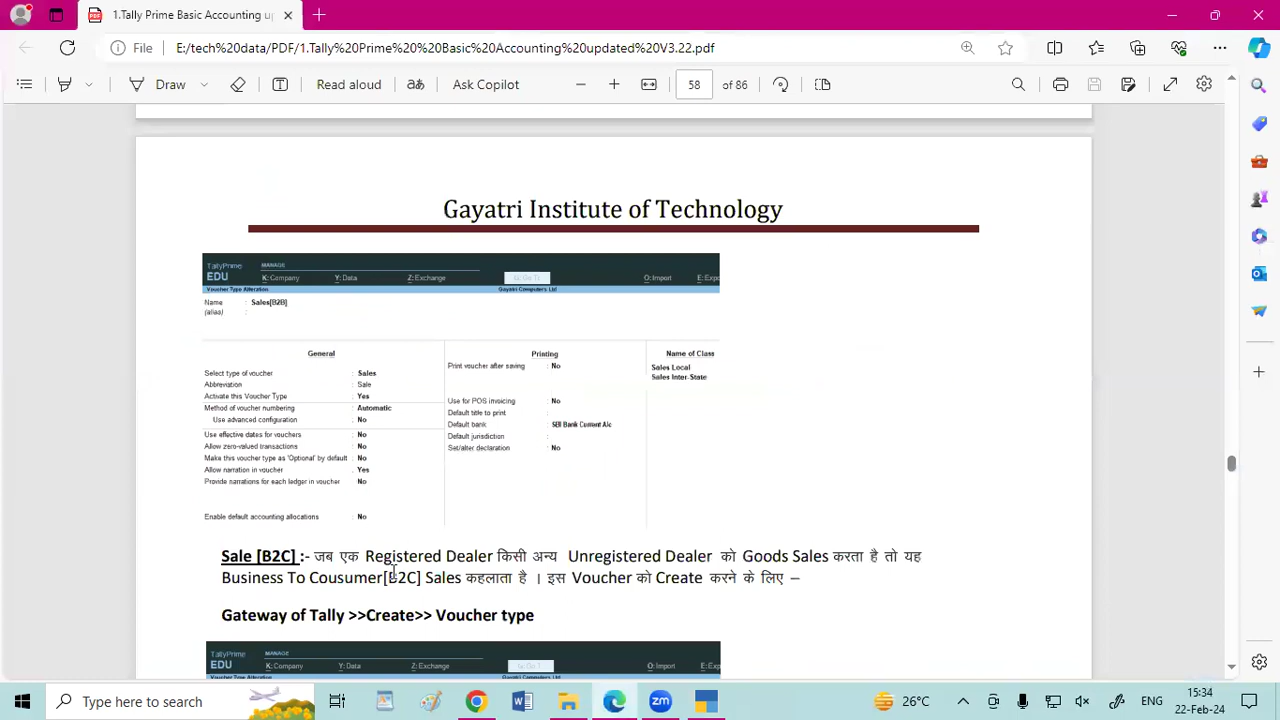 1.Tally Prime Basic Accounting u
File
E:/tech%20data/PDF/1.Tally%20Prime%20%20Basic%20Accounting%20updated%20V3.22.pdf
Draw
Read aloud
Ask Copilot
58
of 86
Gayatri Institute of Technology
TallyPrime
EDU
MANAGE
K: Company
Y: Data
Z: Exchange
O: Import
E: Expo
Voucher Type Alteration
Gayatri Computers Ltd
Name : Sales[B2B]
(alias) :
General
Printing
Name of Class
Select type of voucher : Sales
Abbreviation : Sale
Activate this Voucher Type : Yes
Method of voucher numbering : Automatic
Use advanced configuration : No
Use effective dates for vouchers : No
Allow zero-valued transactions : No
Make this voucher type as 'Optional' by default : No
Allow narration in voucher : Yes
Provide narrations for each ledger in voucher : No
Enable default accounting allocations : No
Print voucher after saving : No
Use for POS invoicing : No
Default title to print :
Default bank : SBI Bank Current A/c
Default jurisdiction :
Set/alter declaration : No
Sales Local
Sales Inter-State
Sale [B2C] :- जब एक Registered Dealer किसी अन्य Unregistered Dealer को Goods Sales करता है तो यह
Business To Cousumer[B2C] Sales कहलाता है । इस Voucher को Create करने के लिए –
Gateway of Tally >>Create>> Voucher type
TallyPrime
EDU
MANAGE
K: Company
Y: Data
Z: Exchange
O: Import
E: Exp
Type here to search
26°C
ENG
15:34
22-Feb-24